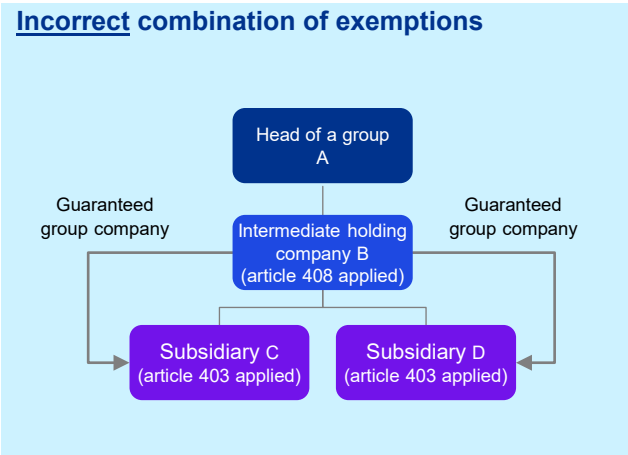 Incorrect combination of exemptions
Head of a group
A
Guaranteed
group company
Guaranteed
group company
Intermediate holding
company B
(article 408 applied)
Subsidiary C
(article 403 applied)
Subsidiary D
(article 403 applied)